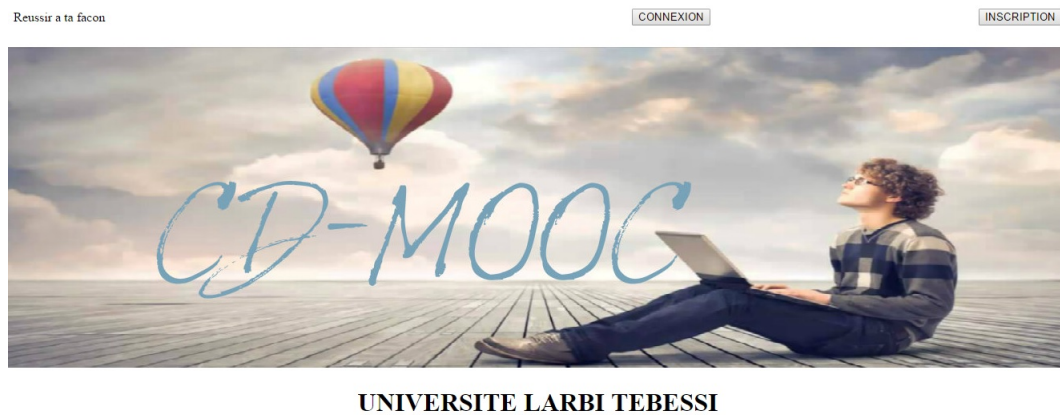 Reussir a ta facon
CONNEXION
INSCRIPTION
CD-MOOC
UNIVERSITE LARBI TEBESSI